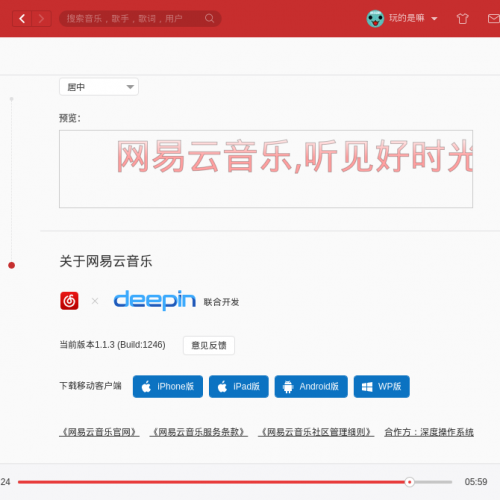 搜索音乐，歌手，歌词，用户
玩的是嘛
居中
预览：
网易云音乐,听见好时光
关于网易云音乐
× deepin 联合开发
当前版本1.1.3 (Build:1246) 意见反馈
下载移动客户端 iPhone版 iPad版 Android版 WP版
《网易云音乐官网》 《网易云音乐服务条款》 《网易云音乐社区管理细则》 合作方：深度操作系统
24 05:59